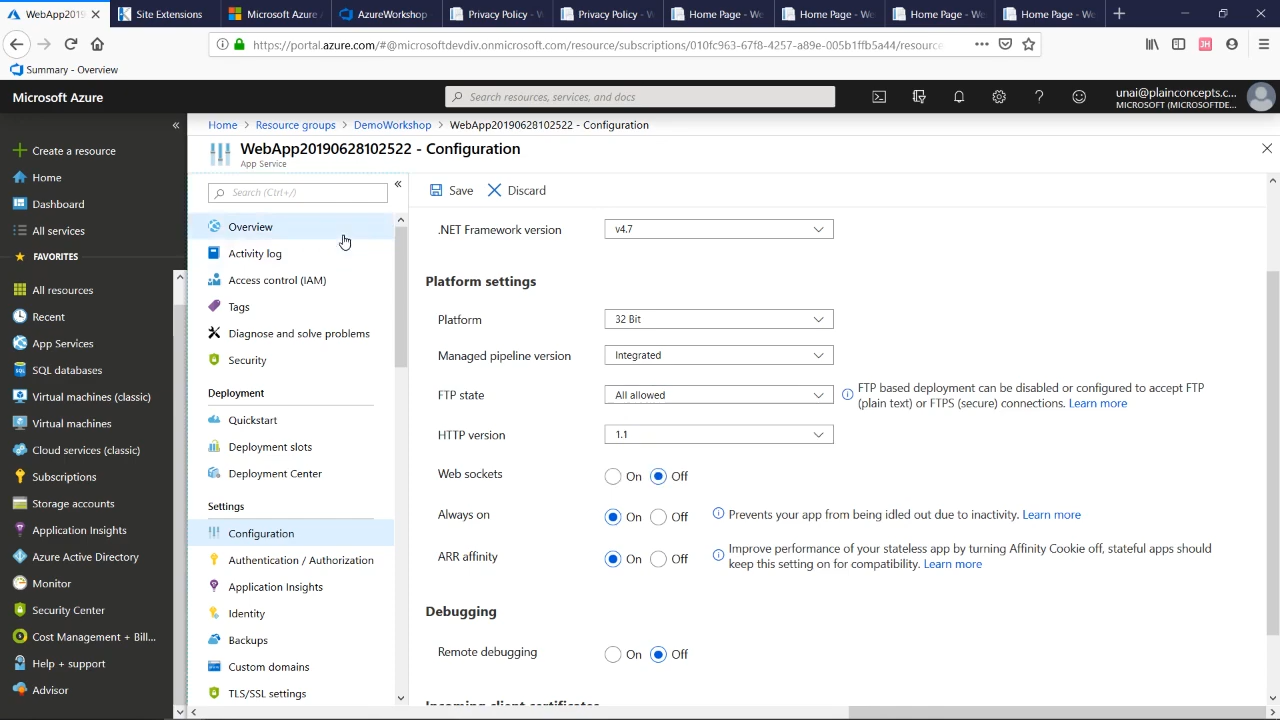 WebApp2019
Site Extensions
Microsoft Azure
AzureWorkshop
Privacy Policy - W
Privacy Policy - W
Home Page - We
Home Page - We
Home Page - We
Home Page - We
https://portal.azure.com/#@microsoftdevdiv.onmicrosoft.com/resource/subscriptions/010fc963-67f8-4257-a89e-005b1ffb5a44/resource
Summary - Overview
Microsoft Azure
Search resources, services, and docs
unai@plainconcepts.c...
MICROSOFT (MICROSOFTDE...
Create a resource
Home
Dashboard
All services
FAVORITES
All resources
Recent
App Services
SQL databases
Virtual machines (classic)
Virtual machines
Cloud services (classic)
Subscriptions
Storage accounts
Application Insights
Azure Active Directory
Monitor
Security Center
Cost Management + Bill...
Help + support
Advisor
Home > Resource groups > DemoWorkshop > WebApp20190628102522 - Configuration
WebApp20190628102522 - Configuration
App Service
Search (Ctrl+/)
Overview
Activity log
Access control (IAM)
Tags
Diagnose and solve problems
Security
Deployment
Quickstart
Deployment slots
Deployment Center
Settings
Configuration
Authentication / Authorization
Application Insights
Identity
Backups
Custom domains
TLS/SSL settings
Save Discard
.NET Framework version v4.7
Platform settings
Platform 32 Bit
Managed pipeline version Integrated
FTP state All allowed
FTP based deployment can be disabled or configured to accept FTP
(plain text) or FTPS (secure) connections. Learn more
HTTP version 1.1
Web sockets On Off
Always on On Off Prevents your app from being idled out due to inactivity. Learn more
ARR affinity On Off
Improve performance of your stateless app by turning Affinity Cookie off, stateful apps should
keep this setting on for compatibility. Learn more
Debugging
Remote debugging On Off
Incoming client certificates